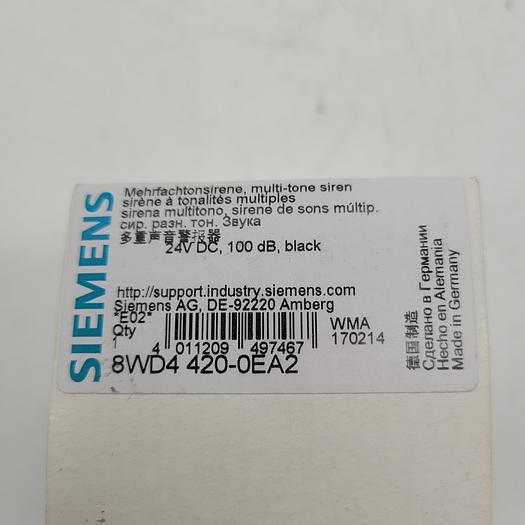 SIEMENS
Mehrfachtonsirene, multi-tone siren
sirène à tonalités multiples
sirena multitono, sirene de sons múltip.
сир. разн. тон. Звука
多重声音警报器
24V DC, 100 dB, black
http://support.industry.siemens.com
Siemens AG, DE-92220 Amberg
*E02*
Qty
1
4 011209 497467
WMA
170214
8WD4 420-0EA2
德国制造
Сделано в Германии
Hecho en Alemania
Made in Germany